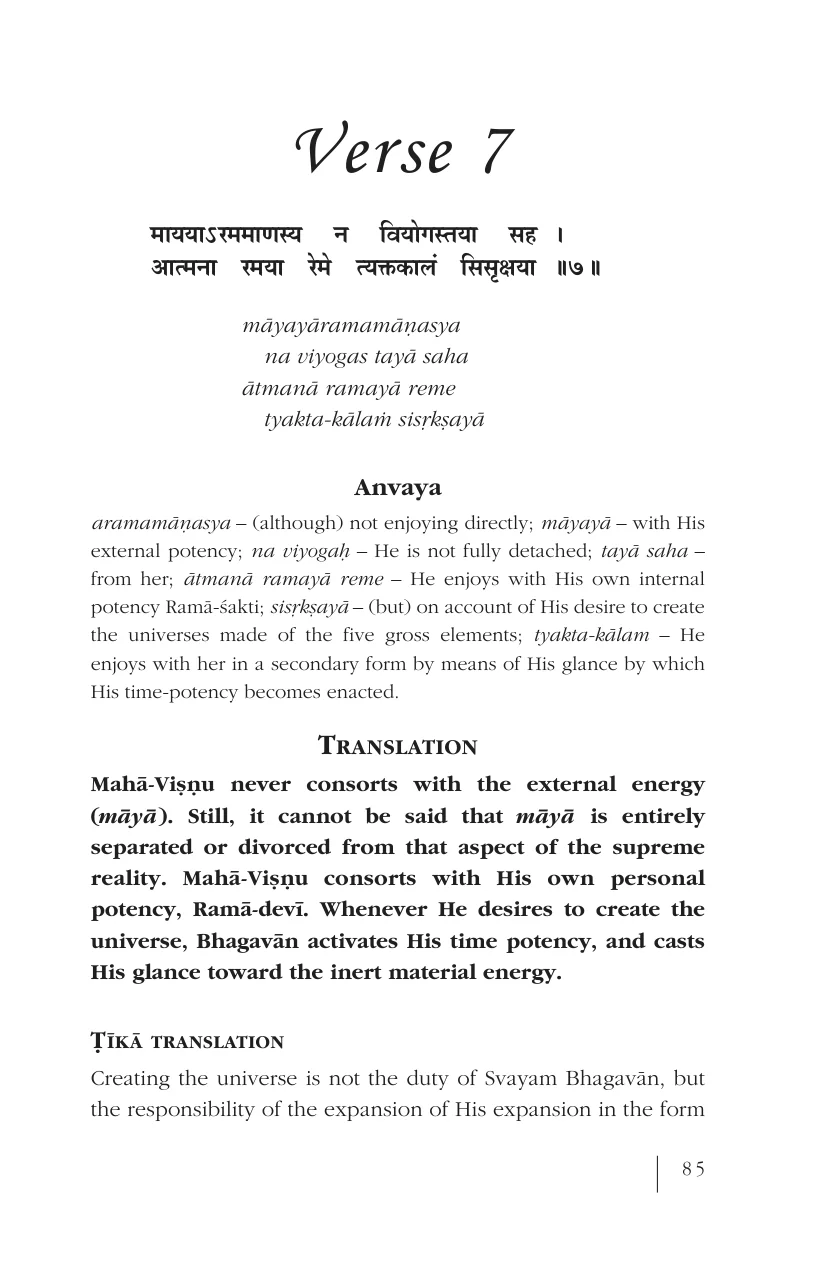 Verse 7
माययाऽरममाणस्य न वियोगस्तया सह ।
आत्मना रमया रेमे त्यक्तकालं सिसृक्षया ॥७॥
māyayāramamāṇasya
na viyogas tayā saha
ātmanā ramayā reme
tyakta-kālaṁ sisṛkṣayā
Anvaya
aramamāṇasya – (although) not enjoying directly; māyayā – with His
external potency; na viyogaḥ – He is not fully detached; tayā saha –
from her; ātmanā ramayā reme – He enjoys with His own internal
potency Ramā-śakti; sisṛkṣayā – (but) on account of His desire to create
the universes made of the five gross elements; tyakta-kālam – He
enjoys with her in a secondary form by means of His glance by which
His time-potency becomes enacted.
Translation
Mahā-Viṣṇu never consorts with the external energy
(māyā). Still, it cannot be said that māyā is entirely
separated or divorced from that aspect of the supreme
reality. Mahā-Viṣṇu consorts with His own personal
potency, Ramā-devī. Whenever He desires to create the
universe, Bhagavān activates His time potency, and casts
His glance toward the inert material energy.
Ṭīkā translation
Creating the universe is not the duty of Svayam Bhagavān, but
the responsibility of the expansion of His expansion in the form
85